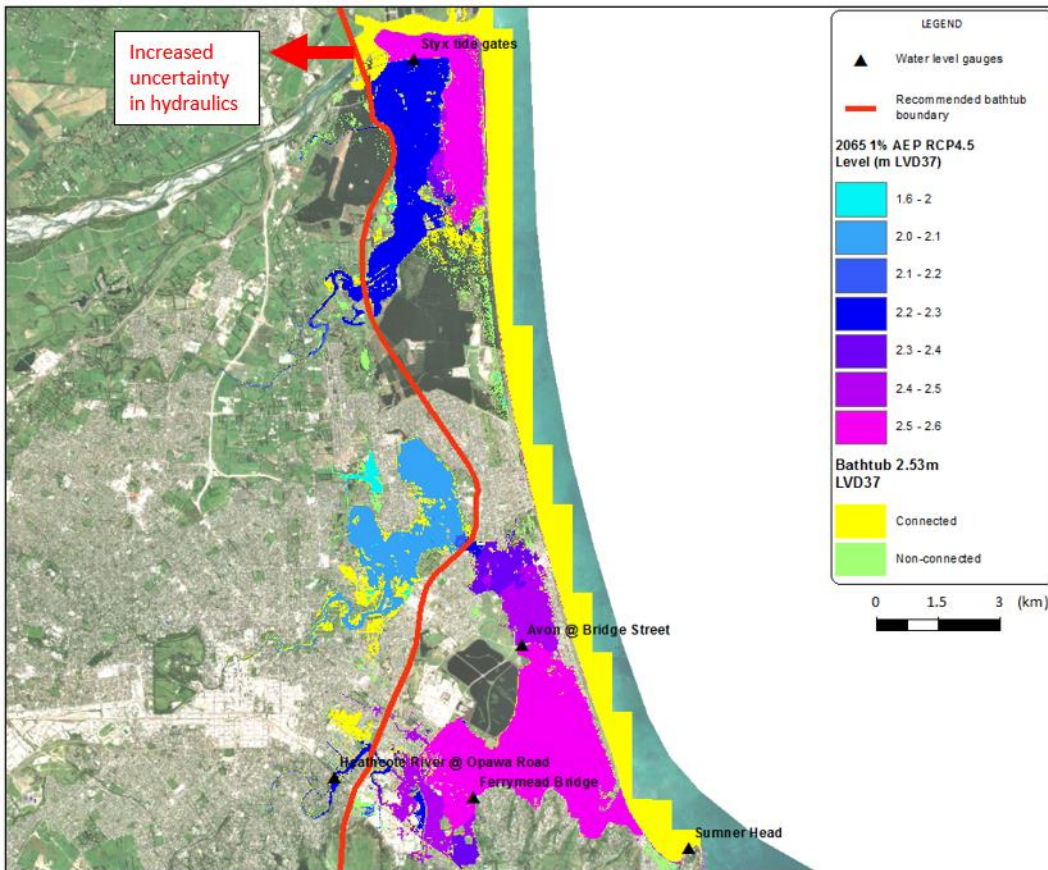 Increased
uncertainty
in hydraulics
Styx tide gates
Avon @ Bridge Street
Heathcote River @ Opawa Road
Ferrymead Bridge
Sumner Head
LEGEND
Water level gauges
Recommended bathtub
boundary
2065 1% AEP RCP4.5
Level (m LVD37)
1.6 - 2
2.0 - 2.1
2.1 - 2.2
2.2 - 2.3
2.3 - 2.4
2.4 - 2.5
2.5 - 2.6
Bathtub 2.53m
LVD37
Connected
Non-connected
0 1.5 3 (km)